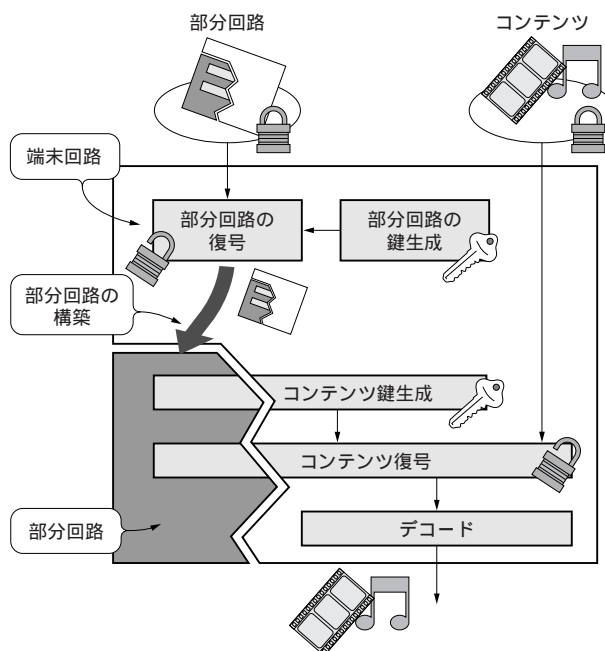 部分回路
コンテンツ
端末回路
部分回路の
復号
部分回路の
鍵生成
部分回路の
構築
コンテンツ鍵生成
コンテンツ復号
部分回路
デコード